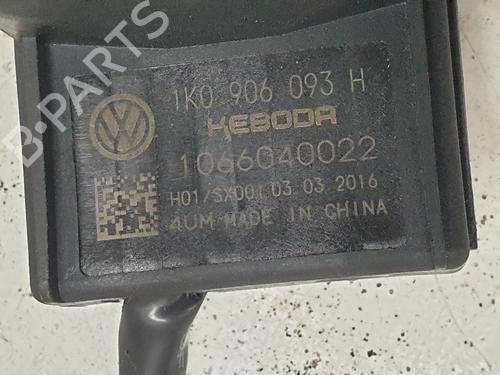 B-PARTS
1K0 906 093 H
KEBODA
1066040022
H01/SX001 03 03 2016
4UM MADE IN CHINA